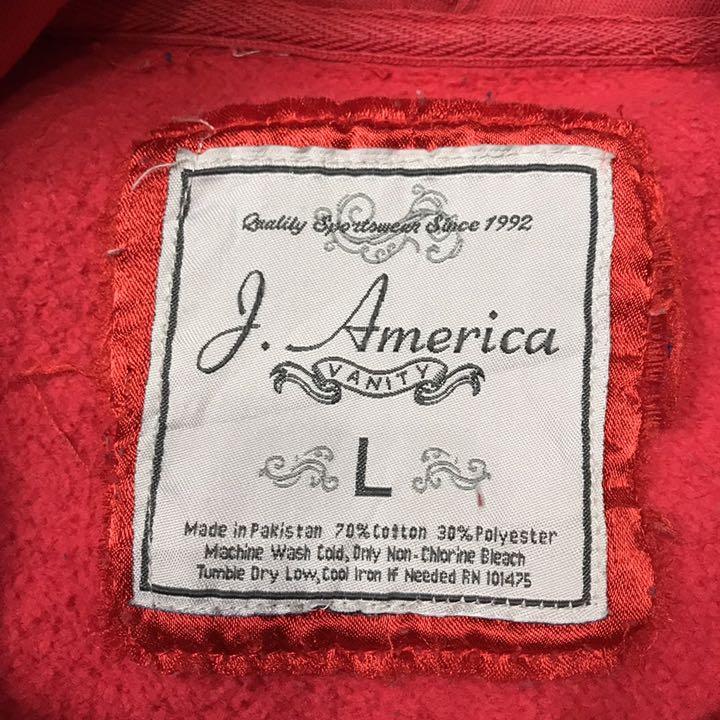 Quality Sportswear Since 1992
J. America
VANITY
L
Made in Pakistan 70% Cotton 30% Polyester
Machine Wash Cold, Only Non-Chlorine Bleach
Tumble Dry Low, Cool Iron If Needed RN 101475